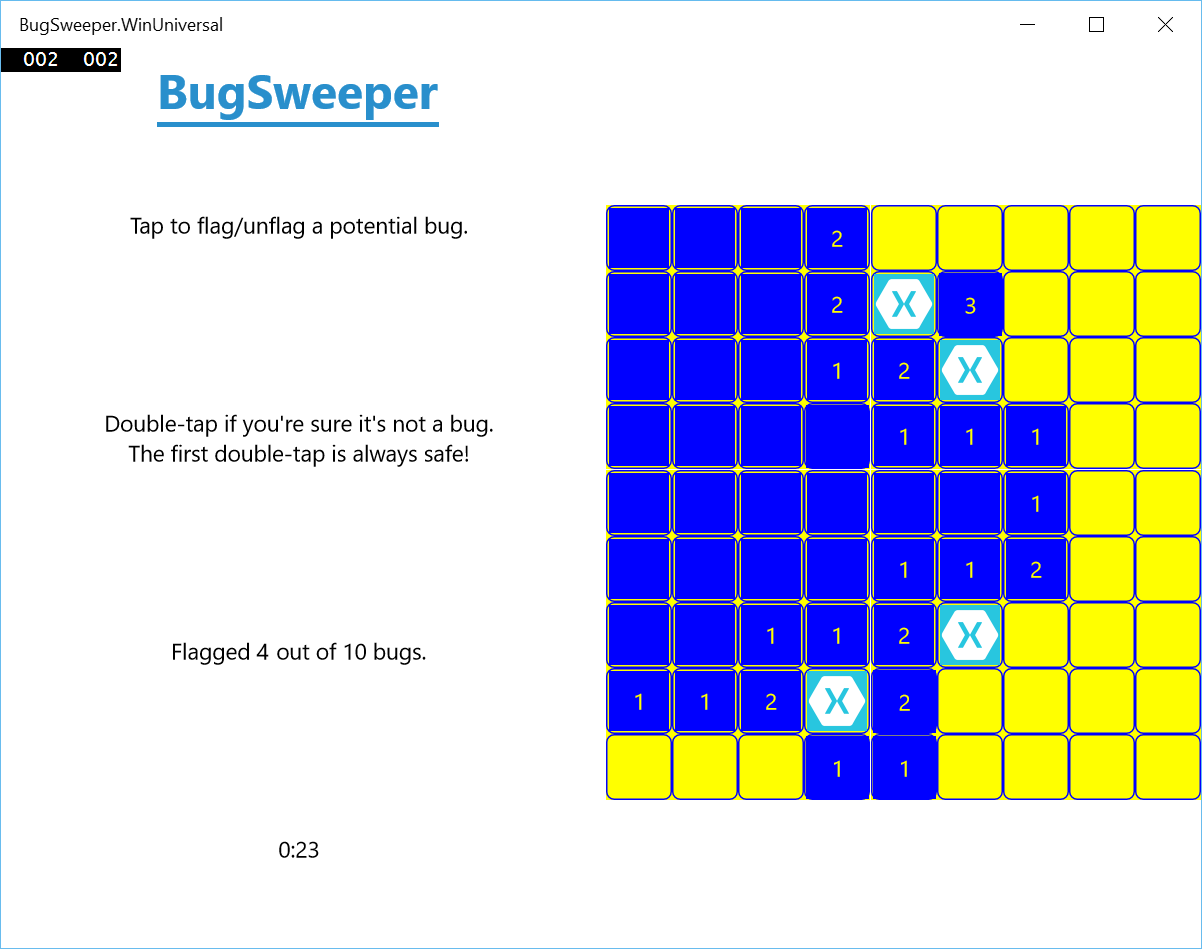 BugSweeper.WinUniversal
002 002
BugSweeper
Tap to flag/unflag a potential bug.
Double-tap if you're sure it's not a bug.
The first double-tap is always safe!
Flagged 4 out of 10 bugs.
0:23
2
2 3
1 2
1 1 1
1
1 1 2
1 1 2
1 1 2 2
1 1